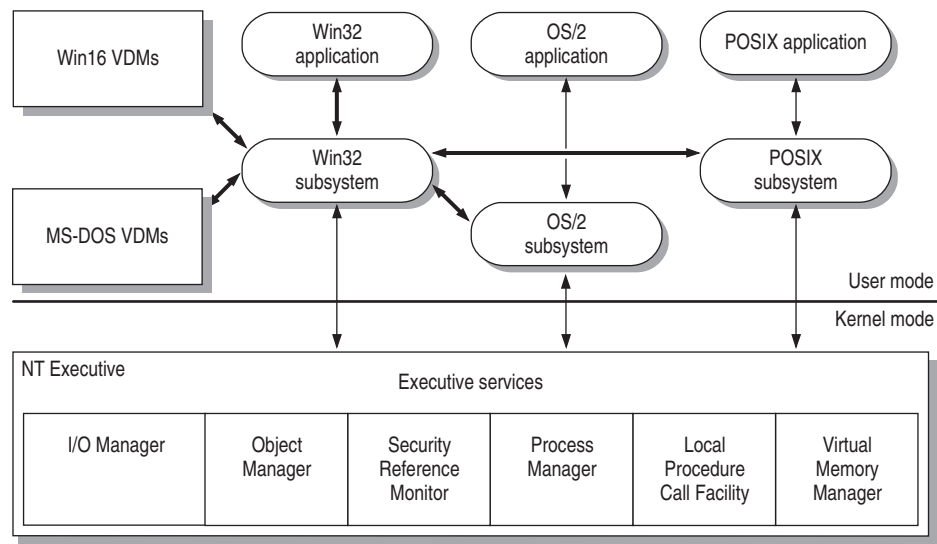 Win16 VDMs
Win32
application
OS/2
application
POSIX application
Win32
subsystem
POSIX
subsystem
MS-DOS VDMs
OS/2
subsystem
User mode
Kernel mode
NT Executive
Executive services
I/O Manager
Object
Manager
Security
Reference
Monitor
Process
Manager
Local
Procedure
Call Facility
Virtual
Memory
Manager